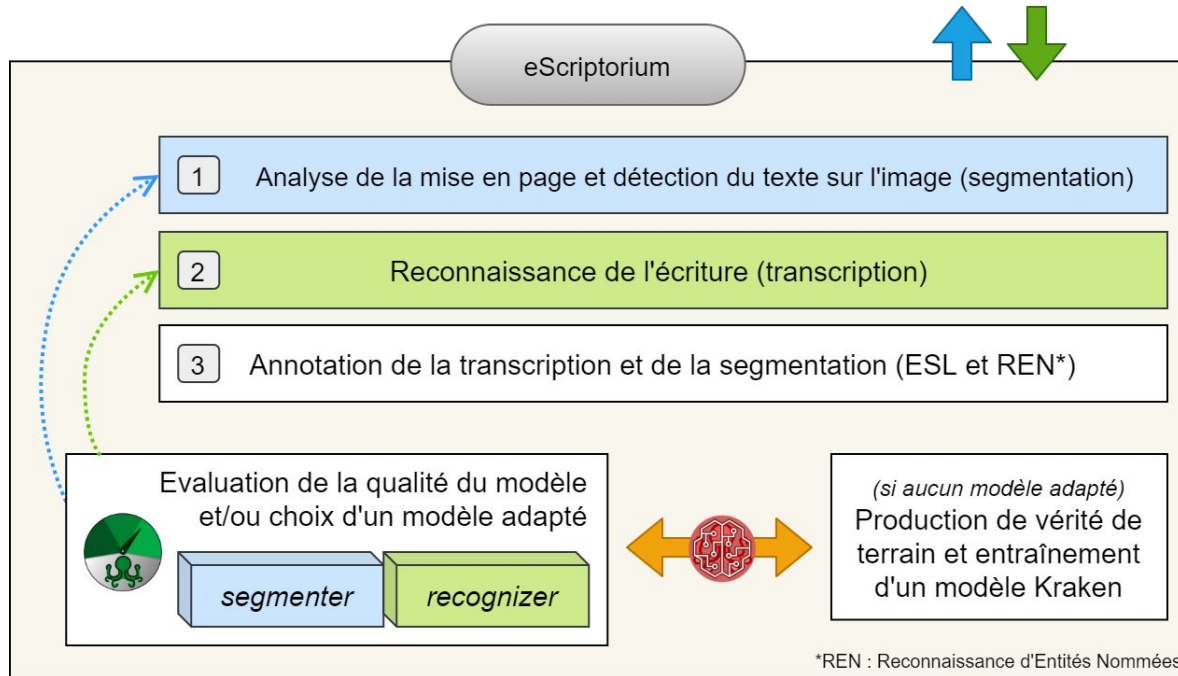 eScriptorium
1 Analyse de la mise en page et détection du texte sur l'image (segmentation)
2 Reconnaissance de l'écriture (transcription)
3 Annotation de la transcription et de la segmentation (ESL et REN*)
Evaluation de la qualité du modèle
et/ou choix d'un modèle adapté
segmenter
recognizer
(si aucun modèle adapté)
Production de vérité de
terrain et entraînement
d'un modèle Kraken
*REN : Reconnaissance d'Entités Nommées